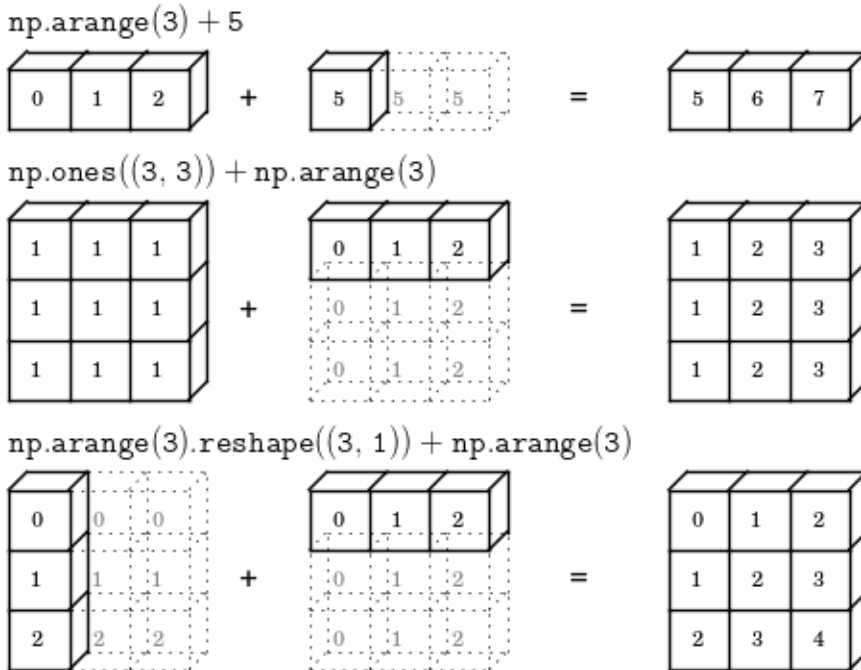 np.arange(3) + 5
0 1 2 + 5 5 5 = 5 6 7
np.ones((3, 3)) + np.arange(3)
1 1 1 0 1 2 1 2 3
1 1 1 + 0 1 2 = 1 2 3
1 1 1 0 1 2 1 2 3
np.arange(3).reshape((3, 1)) + np.arange(3)
0 0 0 0 1 2 0 1 2
1 1 1 + 0 1 2 = 1 2 3
2 2 2 0 1 2 2 3 4